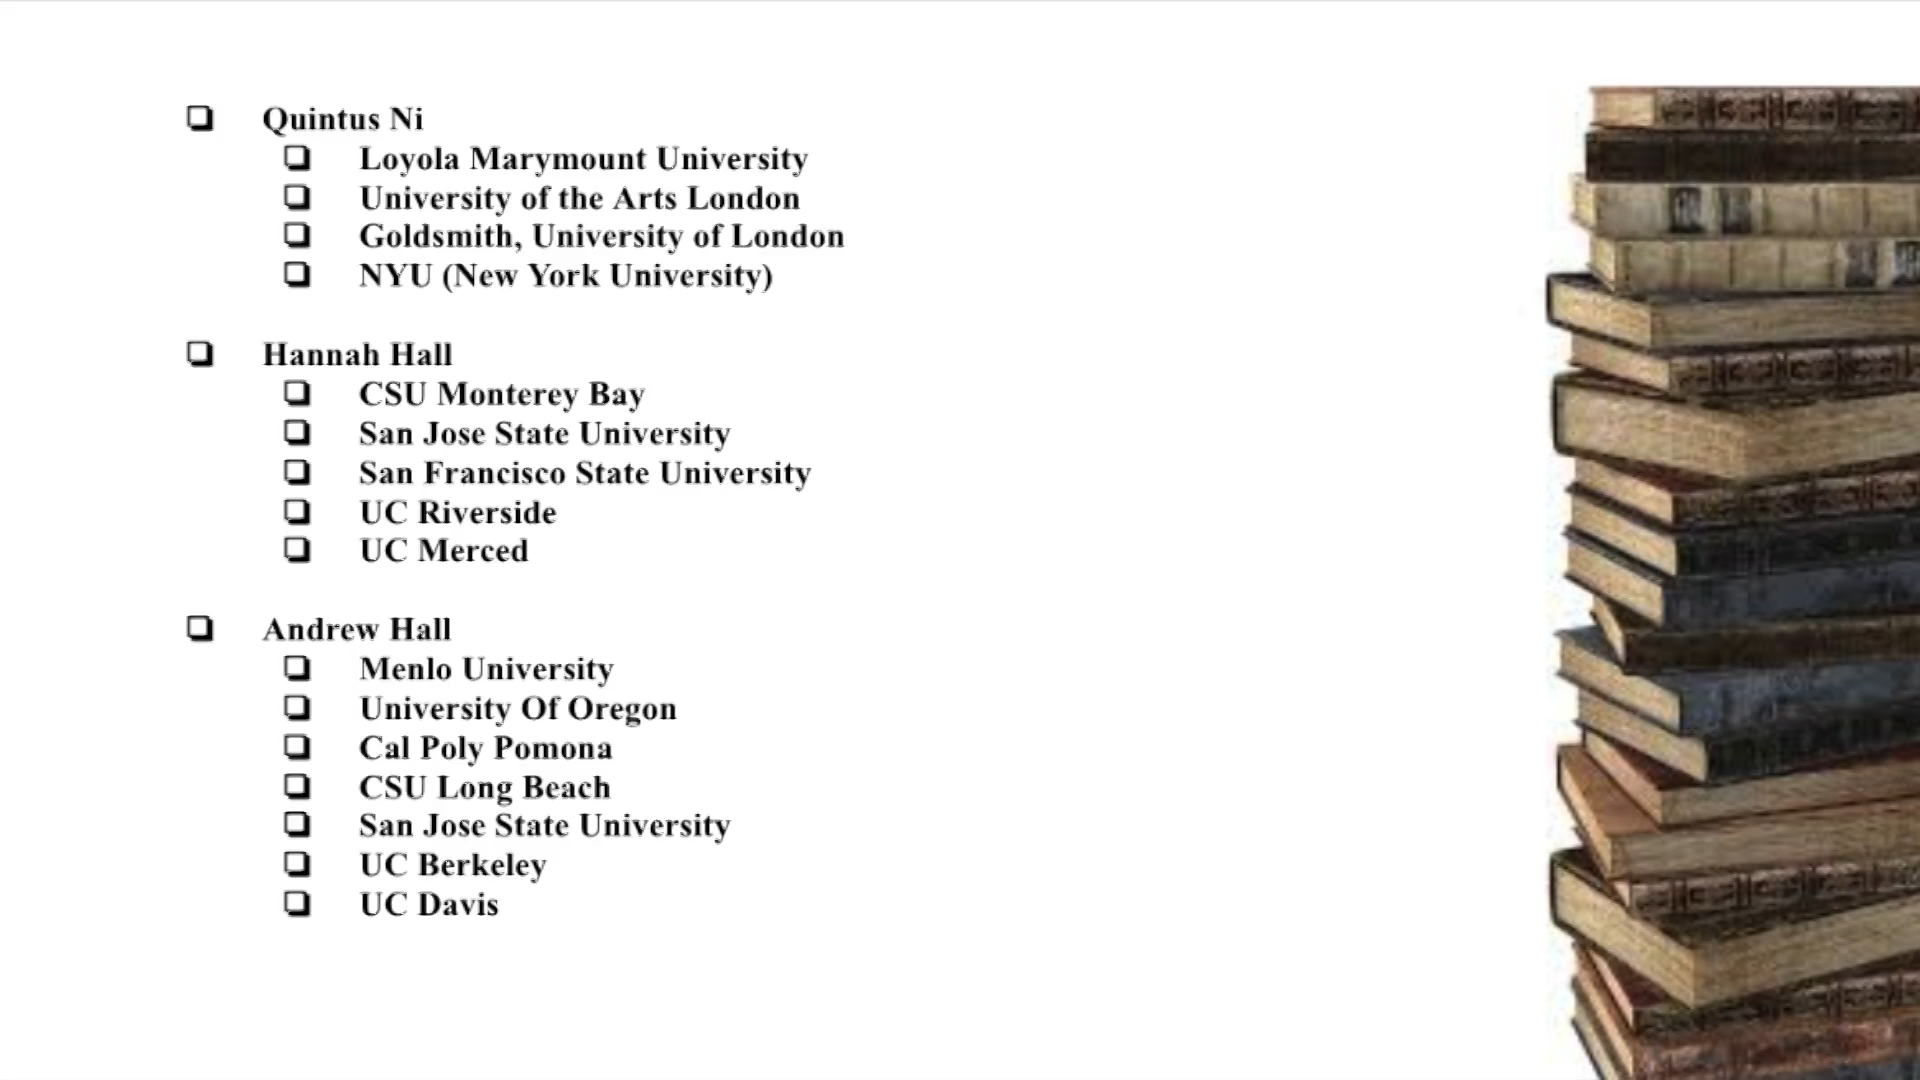 Quintus Ni
Loyola Marymount University
University of the Arts London
Goldsmith, University of London
NYU (New York University)
Hannah Hall
CSU Monterey Bay
San Jose State University
San Francisco State University
UC Riverside
UC Merced
Andrew Hall
Menlo University
University Of Oregon
Cal Poly Pomona
CSU Long Beach
San Jose State University
UC Berkeley
UC Davis